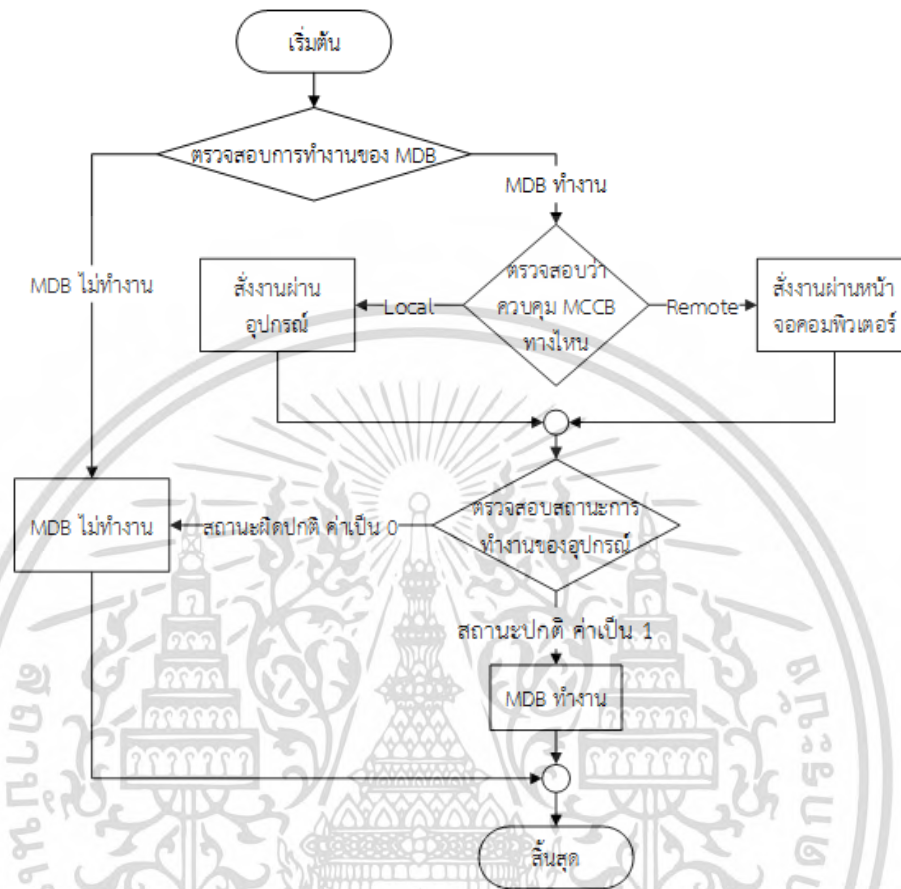 เริ่มต้น
ตรวจสอบการทำงานของ MDB
MDB ทำงาน
MDB ไม่ทำงาน
สั่งงานผ่าน
อุปกรณ์
Local
ตรวจสอบว่า
ควบคุม MCCB
ทางไหน
Remote
สั่งงานผ่านหน้า
จอคอมพิวเตอร์
MDB ไม่ทำงาน
สถานะผิดปกติ ค่าเป็น 0
ตรวจสอบสถานะการ
ทำงานของอุปกรณ์
สถานะปกติ ค่าเป็น 1
MDB ทำงาน
สิ้นสุด